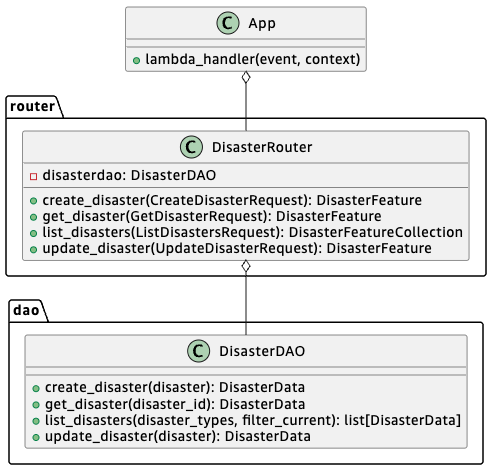 C App
lambda_handler(event, context)
router
C DisasterRouter
disasterdao: DisasterDAO
create_disaster(CreateDisasterRequest): DisasterFeature
get_disaster(GetDisasterRequest): DisasterFeature
list_disasters(ListDisastersRequest): DisasterFeatureCollection
update_disaster(UpdateDisasterRequest): DisasterFeature
dao
C DisasterDAO
create_disaster(disaster): DisasterData
get_disaster(disaster_id): DisasterData
list_disasters(disaster_types, filter_current): list[DisasterData]
update_disaster(disaster): DisasterData